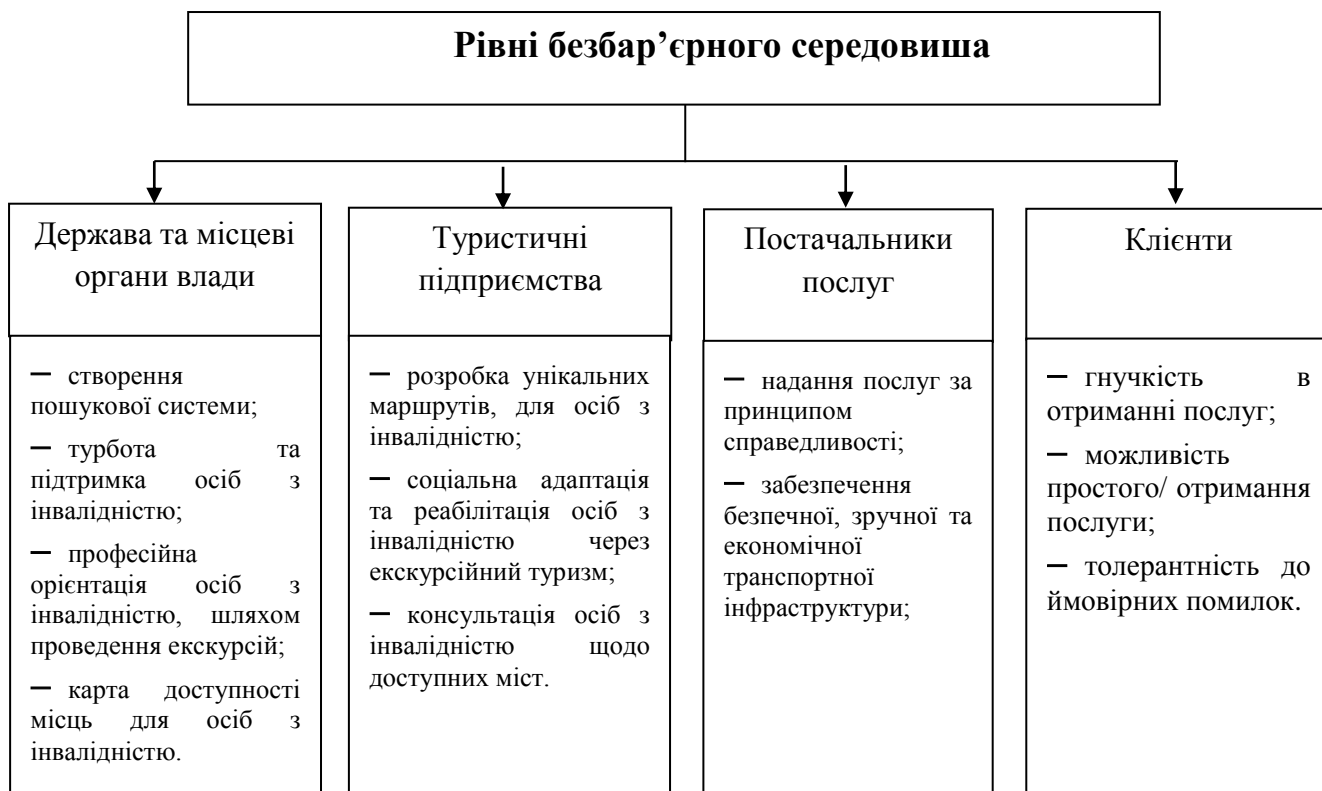 Рівні безбар’єрного середовиша
Держава та місцеві
органи влади
— створення
пошукової системи;
— турбота та
підтримка осіб з
інвалідністю;
— професійна
орієнтація осіб з
інвалідністю, шляхом
проведення екскурсій;
— карта доступності
місць для осіб з
інвалідністю.
Туристичні
підприємства
— розробка унікальних
маршрутів, для осіб з
інвалідністю;
— соціальна адаптація
та реабілітація осіб з
інвалідністю через
екскурсійний туризм;
— консультація осіб з
інвалідністю щодо
доступних міст.
Постачальники
послуг
— надання послуг за
принципом
справедливості;
— забезпечення
безпечної, зручної та
економічної
транспортної
інфраструктури;
Клієнти
— гнучкість в
отриманні послуг;
— можливість
простого/ отримання
послуги;
— толерантність до
ймовірних помилок.